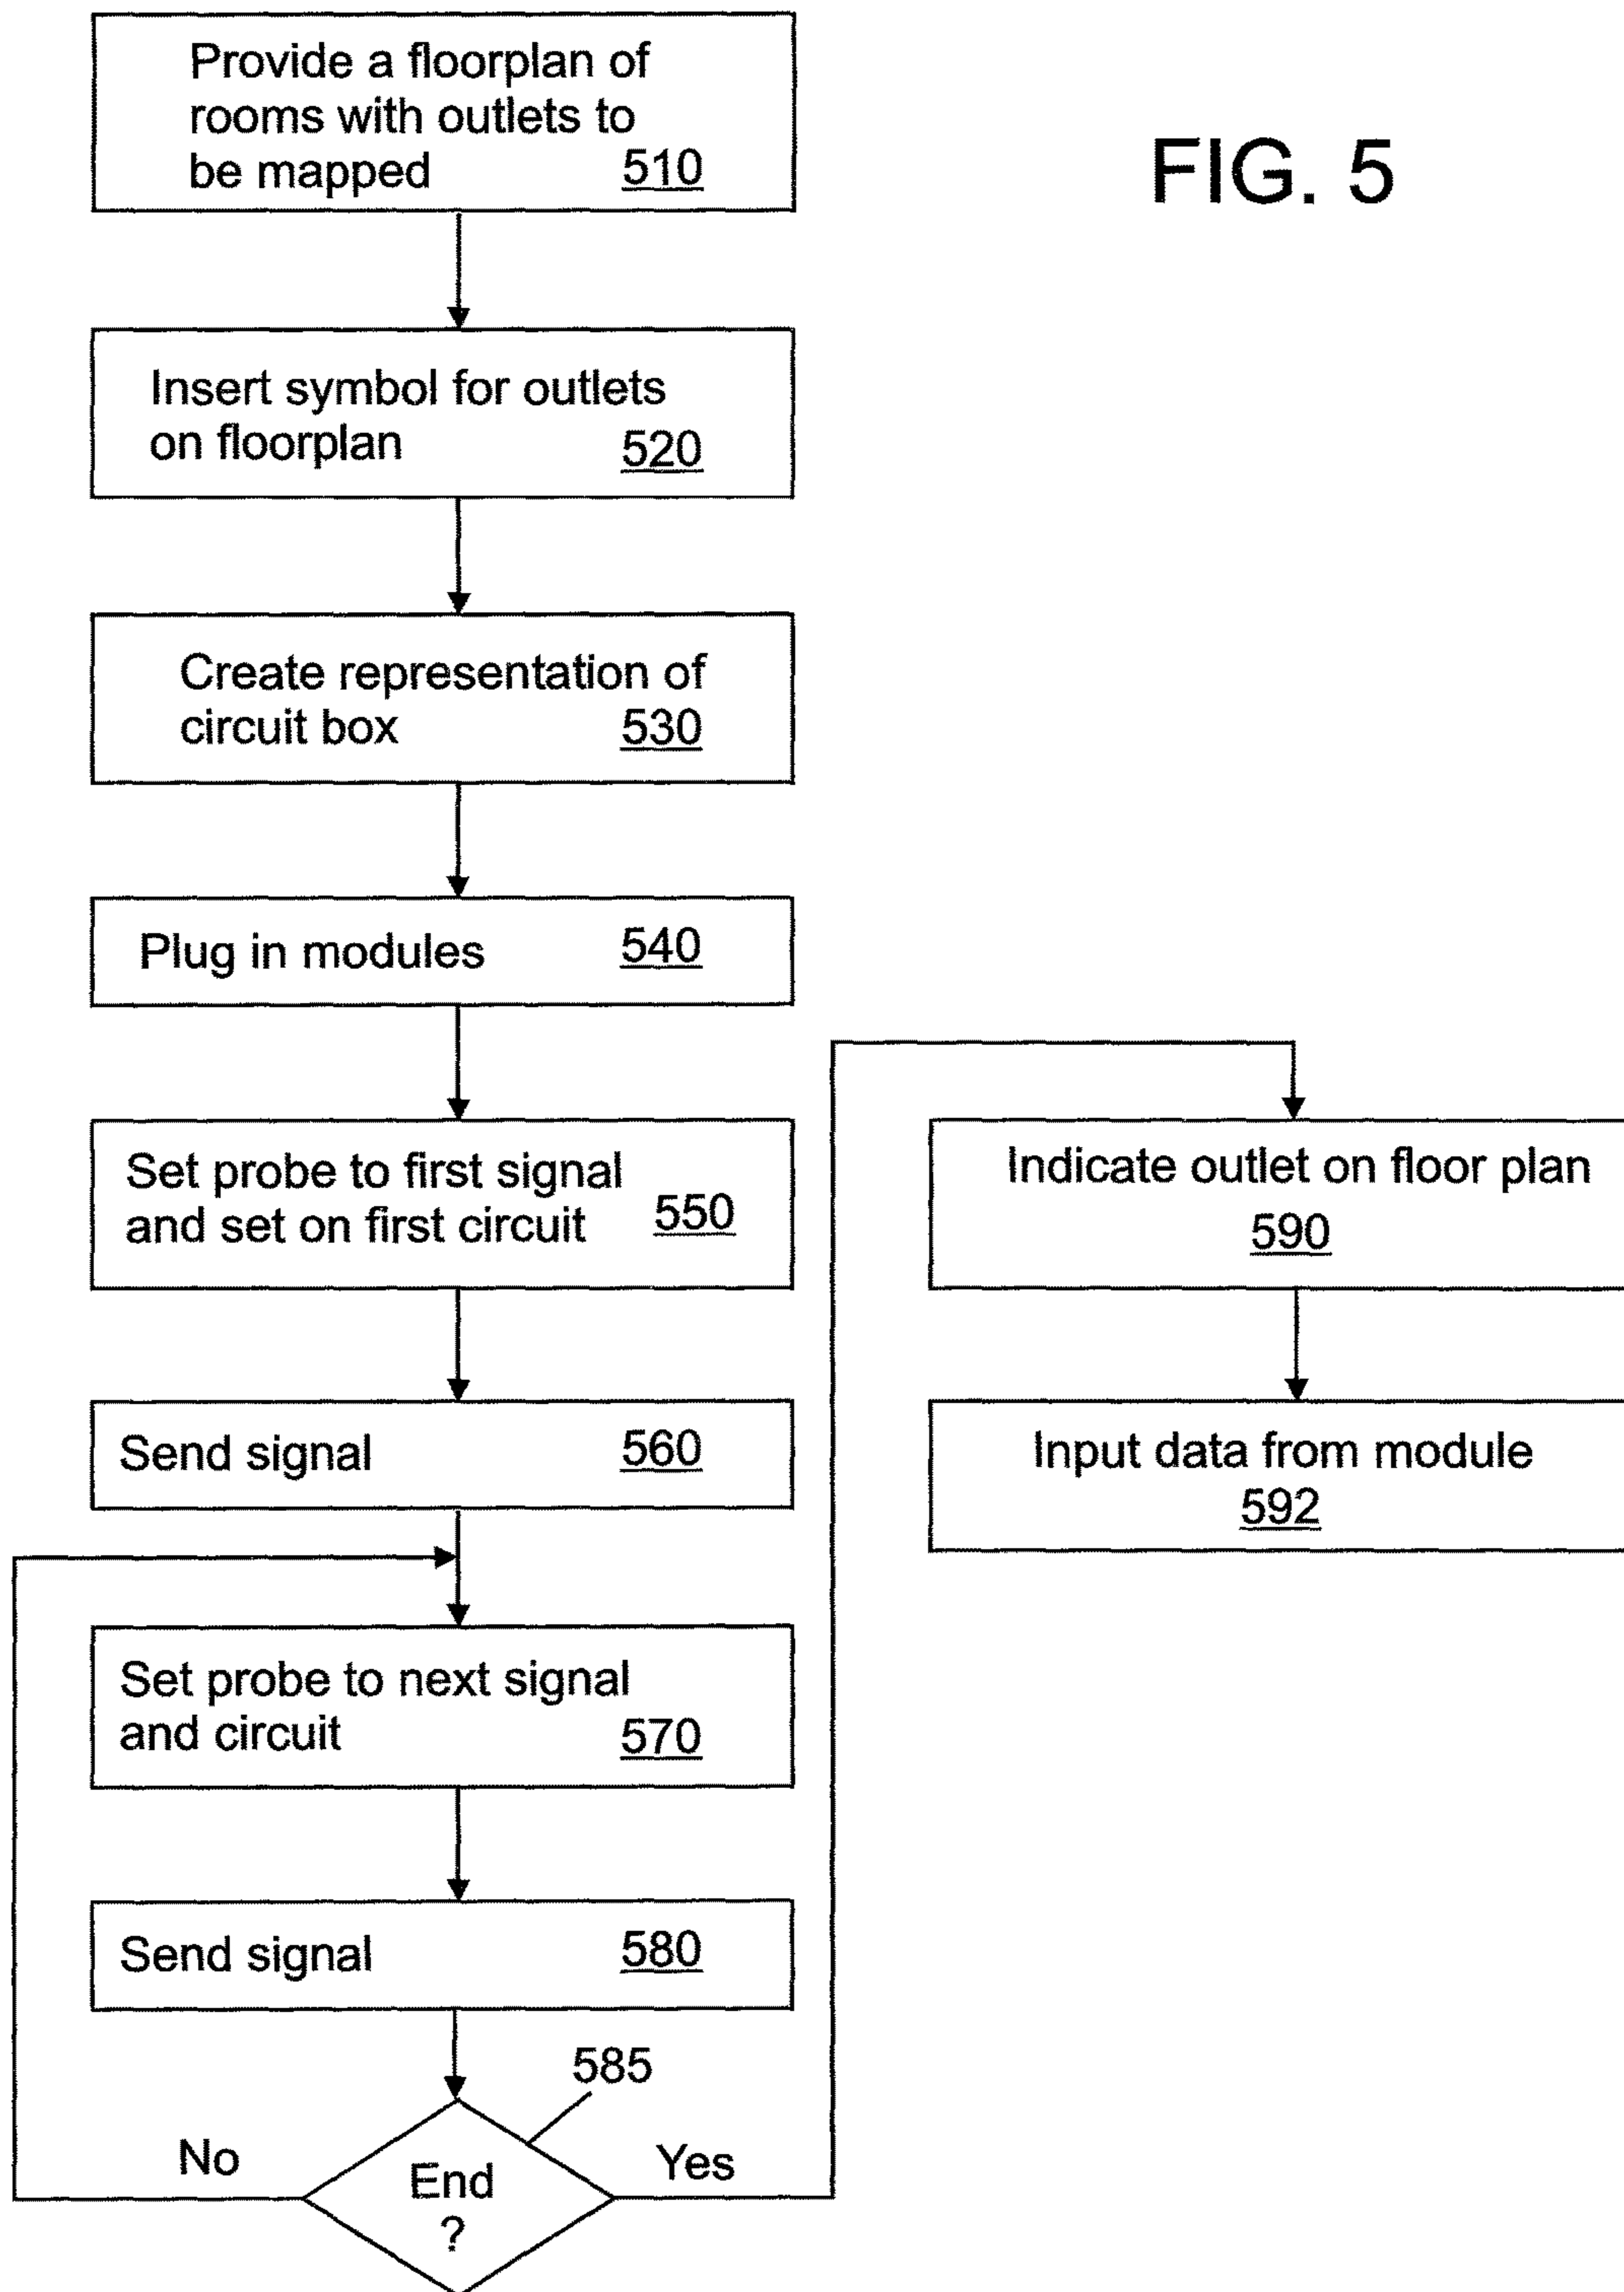 Provide a floorplan of
rooms with outlets to
be mapped 510
FIG. 5
Insert symbol for outlets
on floorplan 520
Create representation of
circuit box 530
Plug in modules 540
Set probe to first signal
and set on first circuit 550
Send signal 560
Set probe to next signal
and circuit 570
Send signal 580
585
No
End
?
Yes
Indicate outlet on floor plan
590
Input data from module
592